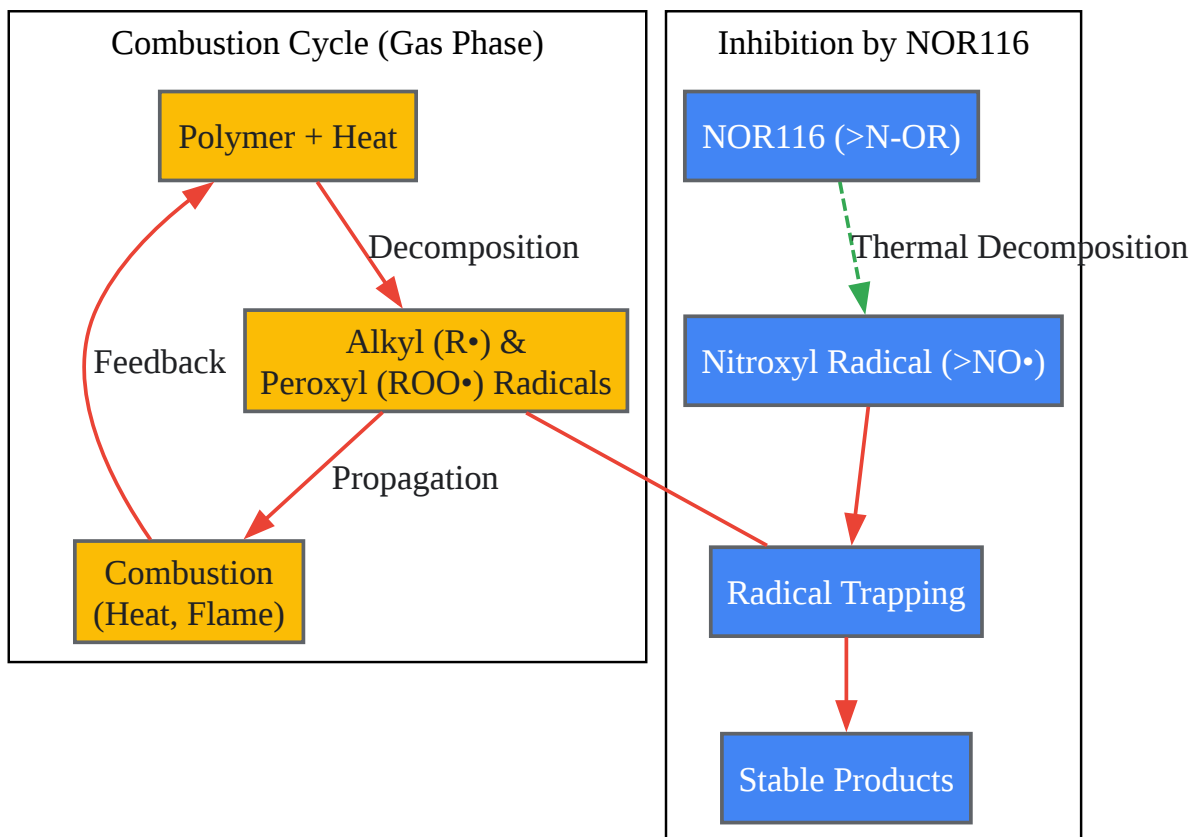 Combustion Cycle (Gas Phase)
Polymer + Heat
Decomposition
Feedback
Alkyl (R•) &
Peroxyl (ROO•) Radicals
Propagation
Combustion
(Heat, Flame)
Inhibition by NOR116
NOR116 (>N-OR)
Thermal Decomposition
Nitroxyl Radical (>NO•)
Radical Trapping
Stable Products